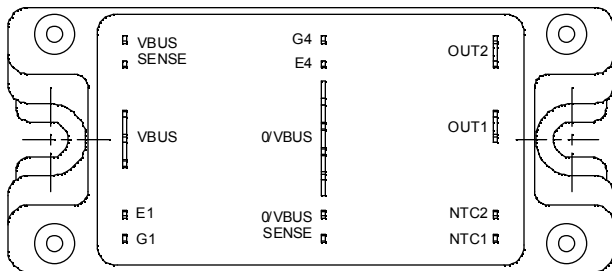 VBUS
SENSE
G4
E4
OUT2
VBUS
0/VBUS
OUT1
E1
G1
0/VBUS
SENSE
NTC2
NTC1